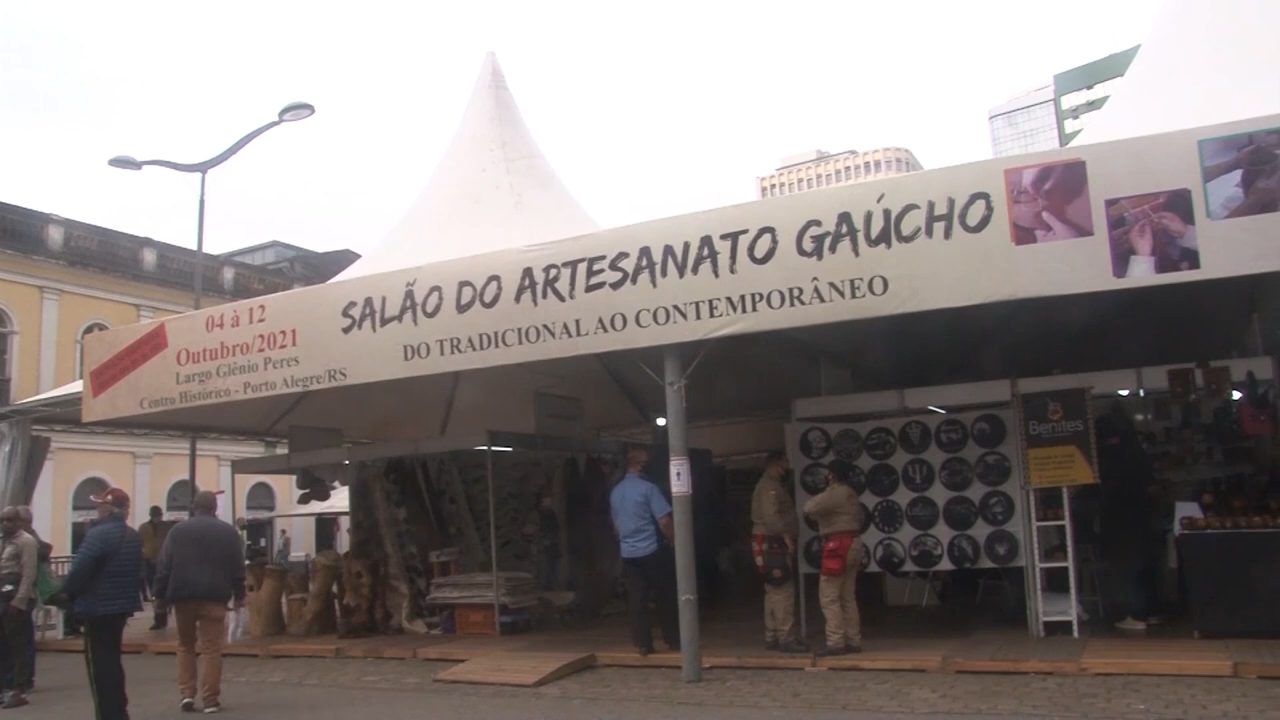 SALÃO DO ARTESANATO GAÚCHO
DO TRADICIONAL AO CONTEMPORÂNEO
04 à 12
Outubro/2021
Largo Glênio Peres
Centro Histórico - Porto Alegre/RS
Benites